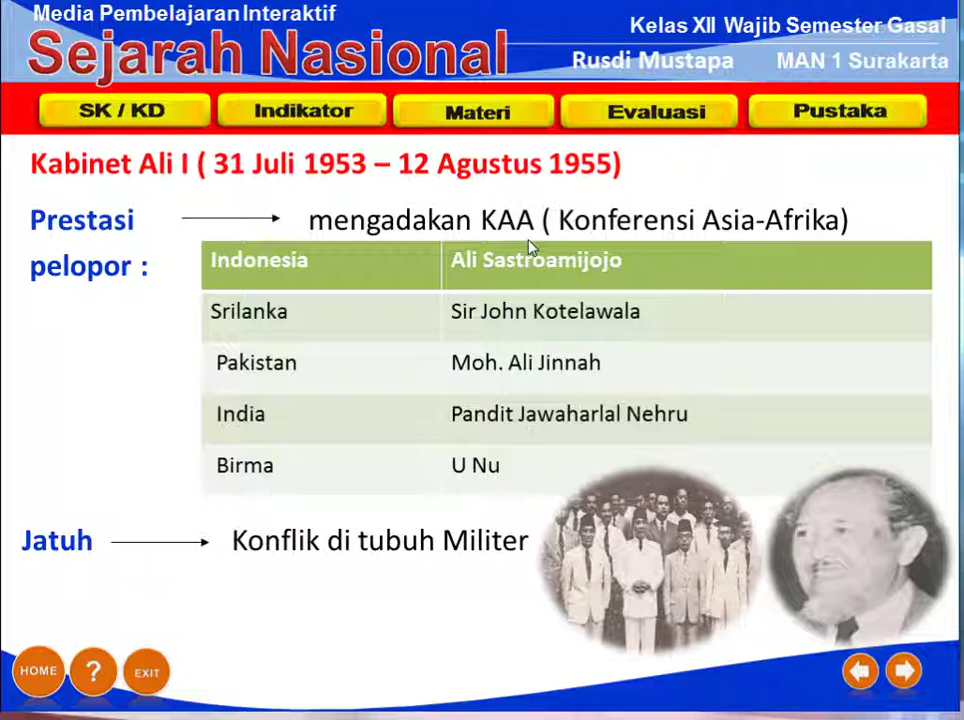 Media Pembelajaran Interaktif
Sejarah Nasional
Kelas XII Wajib Semester Gasal
Rusdi Mustapa MAN 1 Surakarta
SK / KD Indikator Materi Evaluasi Pustaka
Kabinet Ali I ( 31 Juli 1953 – 12 Agustus 1955)
Prestasi mengadakan KAA ( Konferensi Asia-Afrika)
pelopor :
Indonesia Ali Sastroamijojo
Srilanka Sir John Kotelawala
Pakistan Moh. Ali Jinnah
India Pandit Jawaharlal Nehru
Birma U Nu
Jatuh Konflik di tubuh Militer
HOME ? EXIT